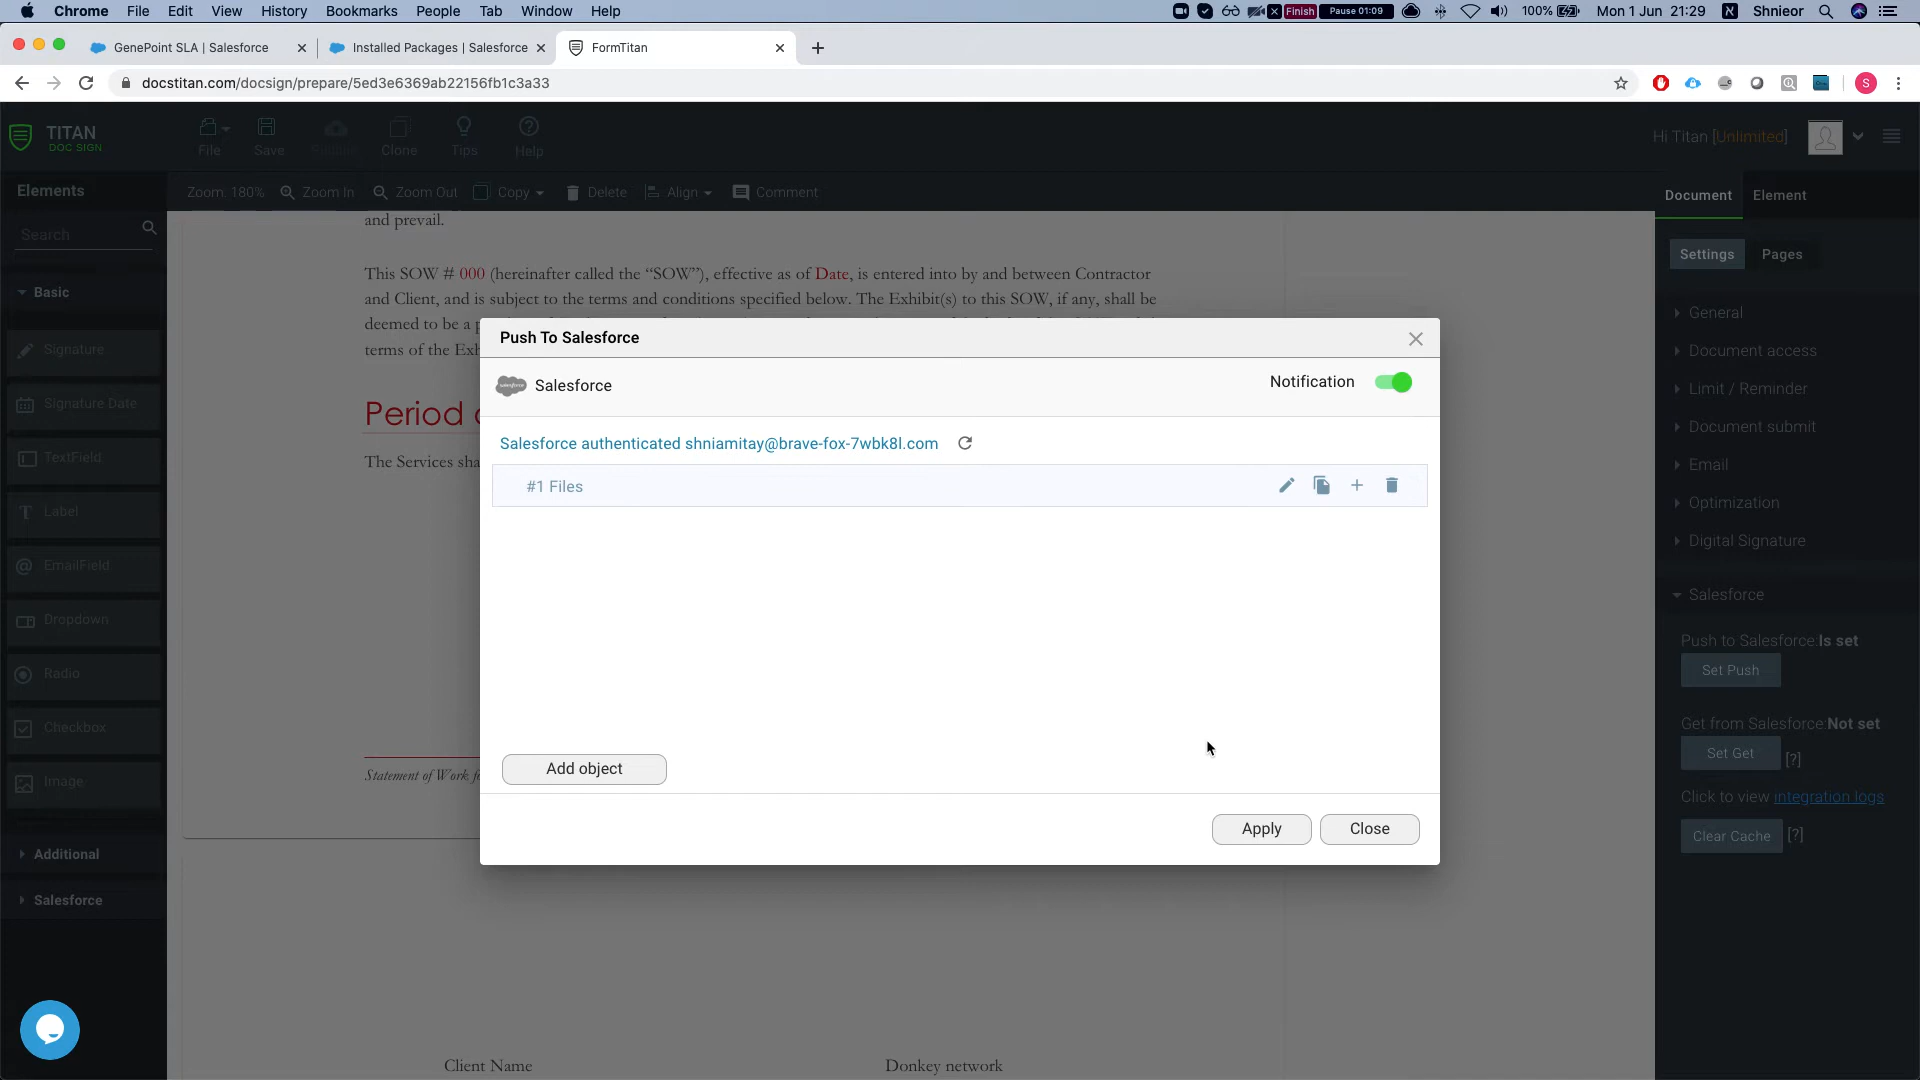 Chrome File Edit View History Bookmarks People Tab Window Help Finish Pause 01:09 100% Mon 1 Jun 21:29 Shnieor
GenePoint SLA | Salesforce Installed Packages | Salesforce FormTitan
docstitan.com/docsign/prepare/5ed3e6369ab22156fb1c3a33 S
TITAN
DOC SIGN
File Save Clone Tips Help
Hi Titan [Unlimited]
Elements
Zoom: 180% Zoom In Zoom Out Copy Delete Align Comment
Document Element
Search
Settings Pages
Basic
Signature
Signature Date
TextField
Label
EmailField
Dropdown
Radio
Checkbox
Image
Additional
Salesforce
and prevail.
This SOW # 000 (hereinafter called the “SOW”), effective as of Date, is entered into by and between Contractor
and Client, and is subject to the terms and conditions specified below. The Exhibit(s) to this SOW, if any, shall be
deemed to be a p
terms of the Exh
Period
The Services sha
Statement of Work fo
Client Name Donkey network
Push To Salesforce
salesforce Salesforce
Notification
Salesforce authenticated shniamitay@brave-fox-7wbk8l.com
#1 Files
Add object
Apply Close
General
Document access
Limit / Reminder
Document submit
Email
Optimization
Digital Signature
Salesforce
Push to Salesforce:Is set
Set Push
Get from Salesforce:Not set
Set Get [?]
Click to view integration logs
Clear Cache [?]